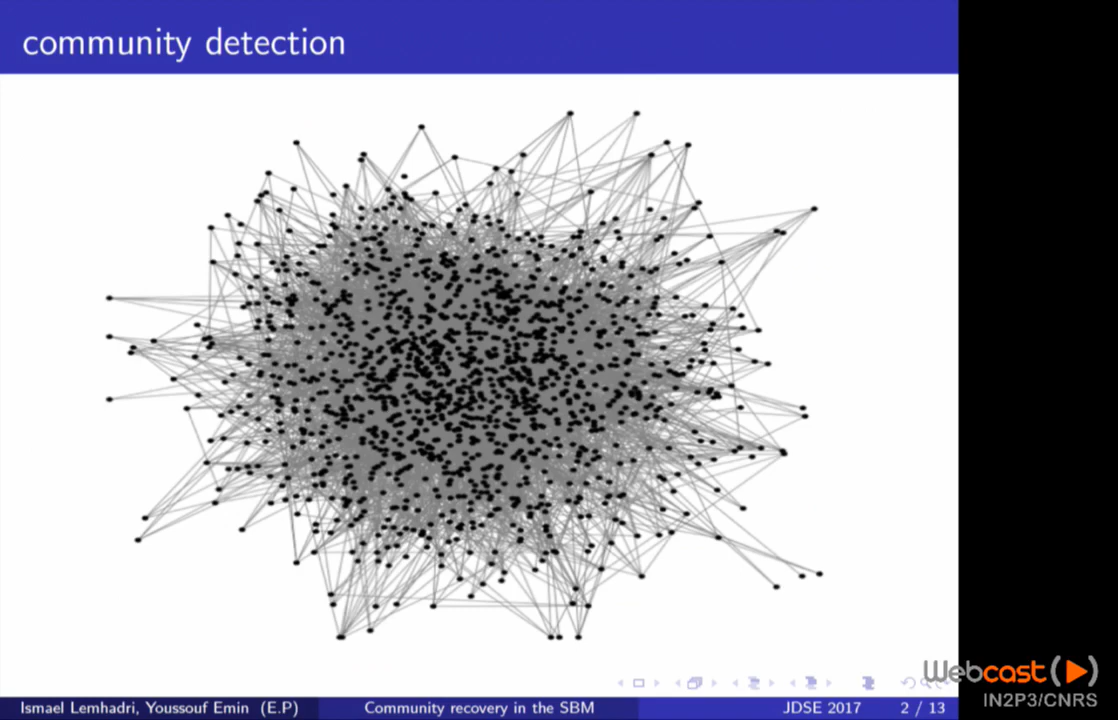 community detection
Webcast
IN2P3/CNRS
Ismael Lemhadri, Youssouf Emin (E.P) Community recovery in the SBM JDSE 2017 2 / 13